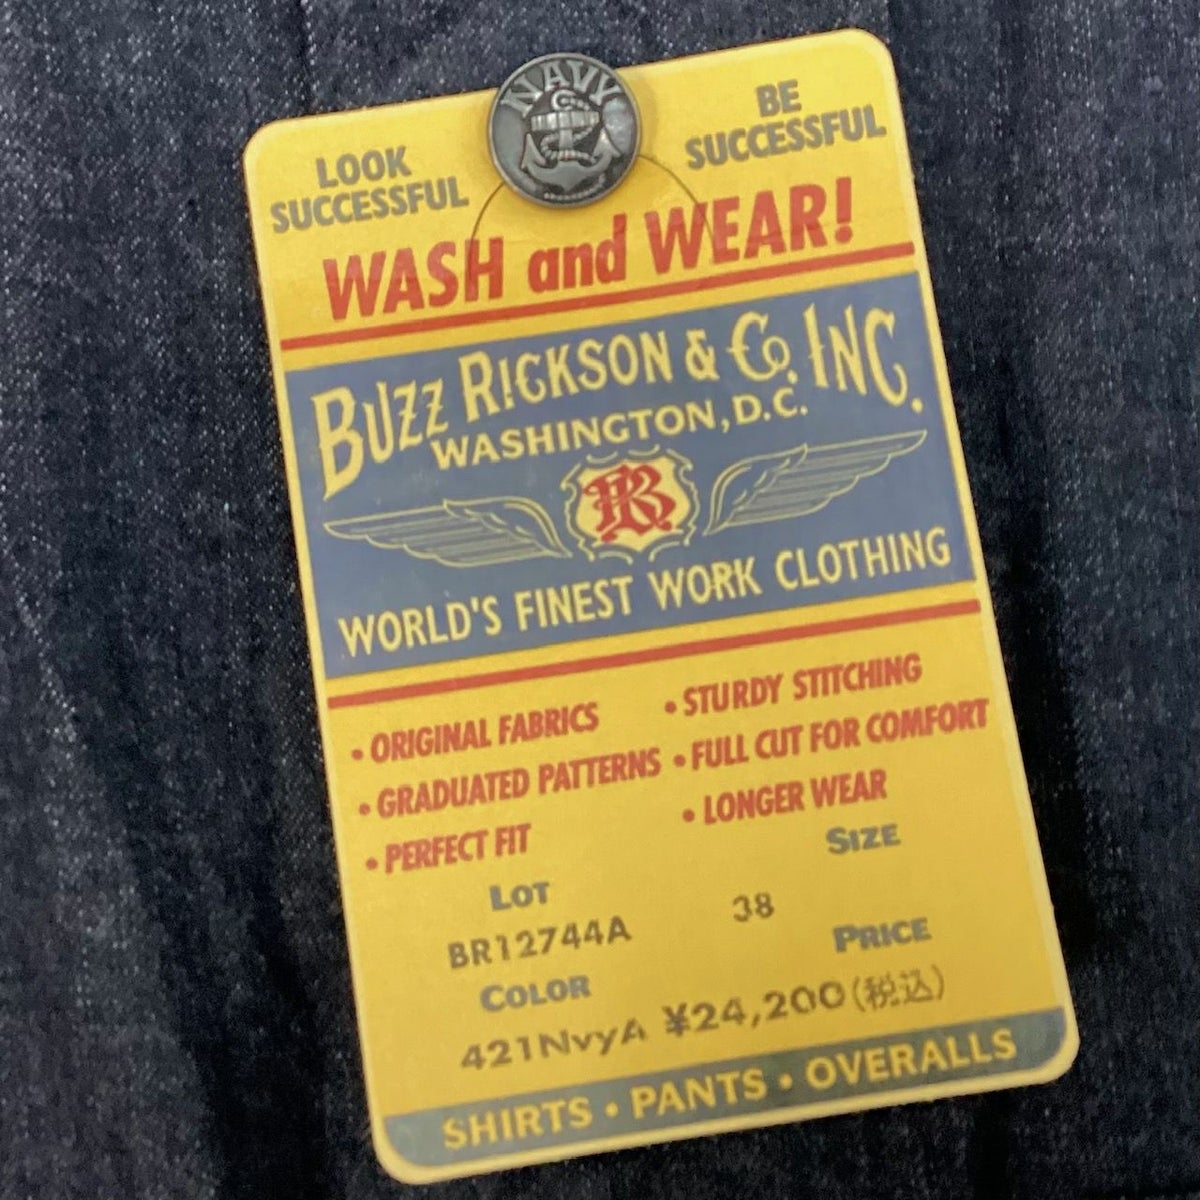 NAVY
LOOK
SUCCESSFUL
BE
SUCCESSFUL
WASH and WEAR!
BUZZ RICKSON & Co. INC.
WASHINGTON, D.C.
BR
WORLD'S FINEST WORK CLOTHING
• ORIGINAL FABRICS
• GRADUATED PATTERNS
• PERFECT FIT
• STURDY STITCHING
• FULL CUT FOR COMFORT
• LONGER WEAR
LOT
BR12744A
SIZE
38
COLOR
421NvyA
PRICE
¥24,200(税込)
SHIRTS • PANTS • OVERALLS